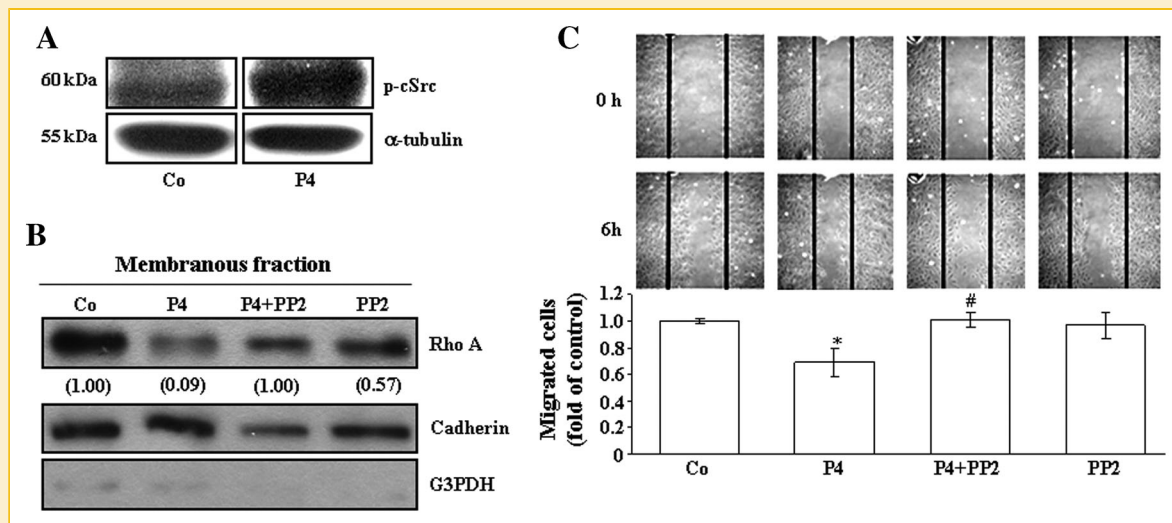 A
60 kDa
p-cSrc
55 kDa
α-tubulin
Co P4
B
Membranous fraction
Co P4 P4+PP2 PP2
Rho A
(1.00) (0.09) (1.00) (0.57)
Cadherin
G3PDH
C
0 h
6h
Migrated cells
(fold of control)
1.2
1.0
0.8
0.6
0.4
0.2
0
*
#
Co P4 P4+PP2 PP2